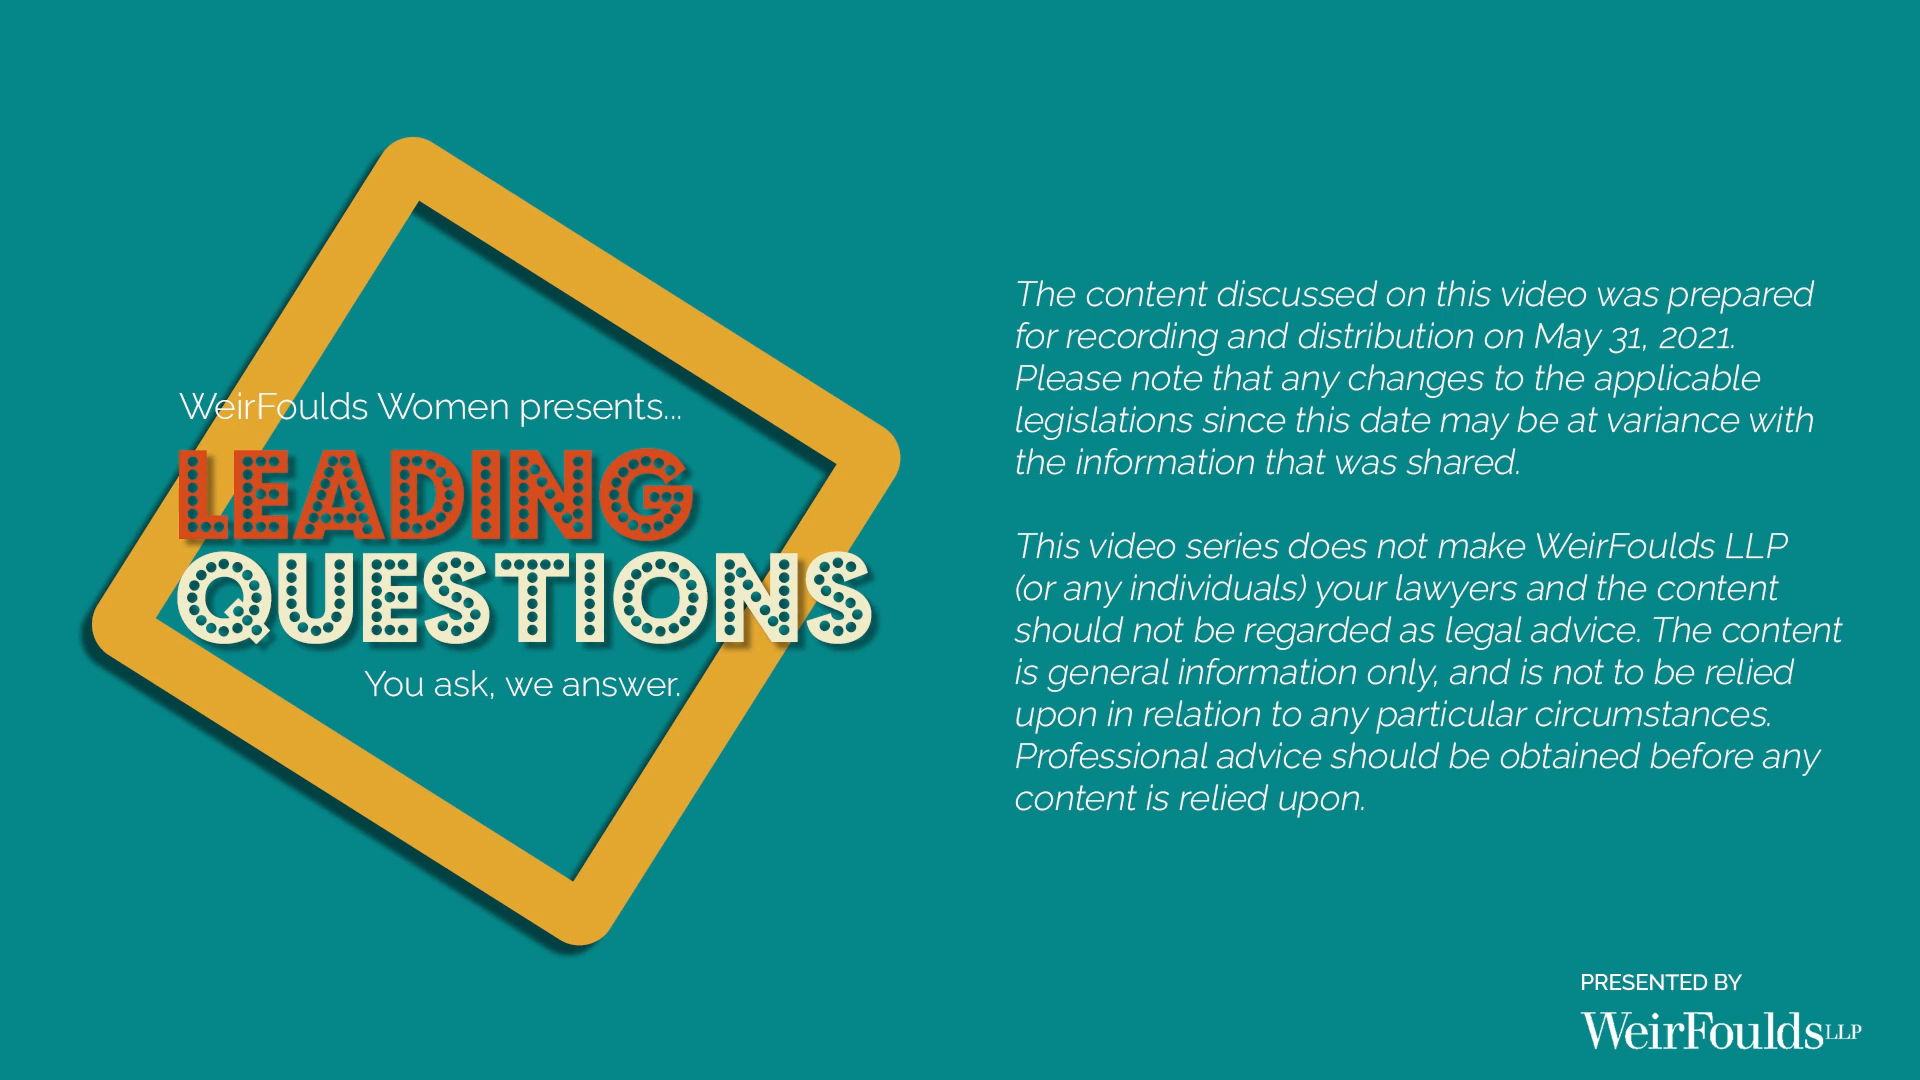 WeirFoulds Women presents...
LEADING
QUESTIONS
You ask, we answer.
The content discussed on this video was prepared
for recording and distribution on May 31, 2021.
Please note that any changes to the applicable
legislations since this date may be at variance with
the information that was shared.
This video series does not make WeirFoulds LLP
(or any individuals) your lawyers and the content
should not be regarded as legal advice. The content
is general information only, and is not to be relied
upon in relation to any particular circumstances.
Professional advice should be obtained before any
content is relied upon.
PRESENTED BY
WeirFoulds LLP